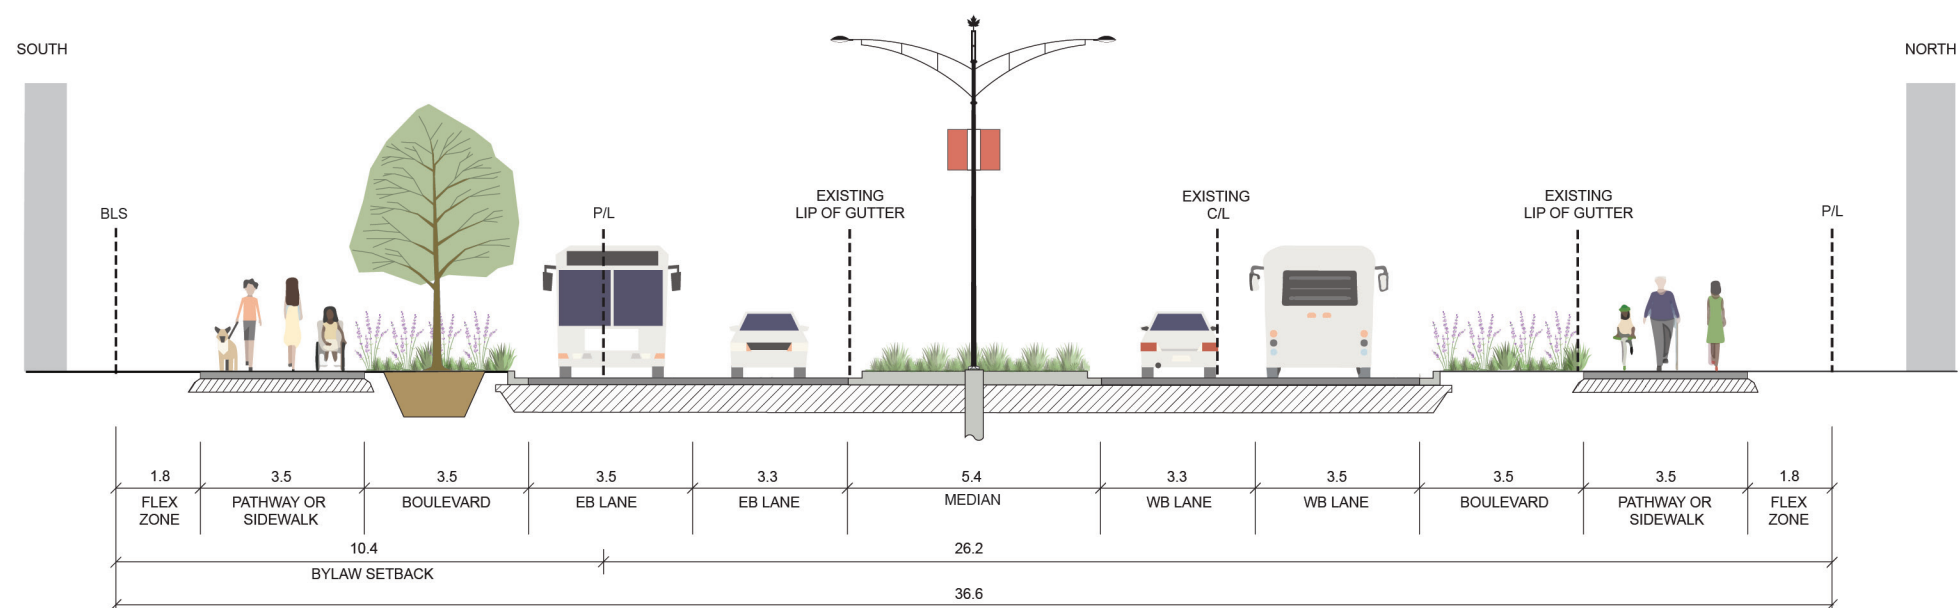 SOUTH
NORTH
BLS
P/L
EXISTING
LIP OF GUTTER
EXISTING
C/L
EXISTING
LIP OF GUTTER
P/L
1.8
FLEX
ZONE
3.5
PATHWAY OR
SIDEWALK
3.5
BOULEVARD
3.5
EB LANE
3.3
EB LANE
5.4
MEDIAN
3.3
WB LANE
3.5
WB LANE
3.5
BOULEVARD
3.5
PATHWAY OR
SIDEWALK
1.8
FLEX
ZONE
10.4
BYLAW SETBACK
26.2
36.6